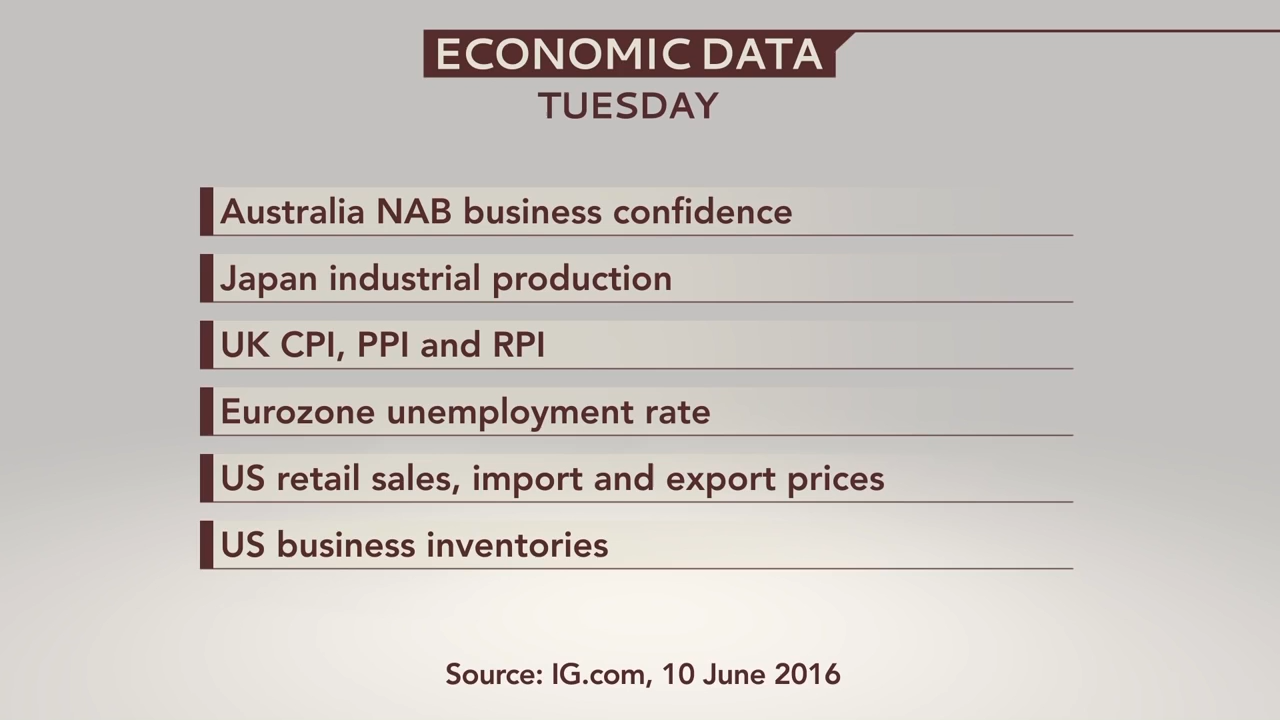 ECONOMIC DATA
TUESDAY
Australia NAB business confidence
Japan industrial production
UK CPI, PPI and RPI
Eurozone unemployment rate
US retail sales, import and export prices
US business inventories
Source: IG.com, 10 June 2016